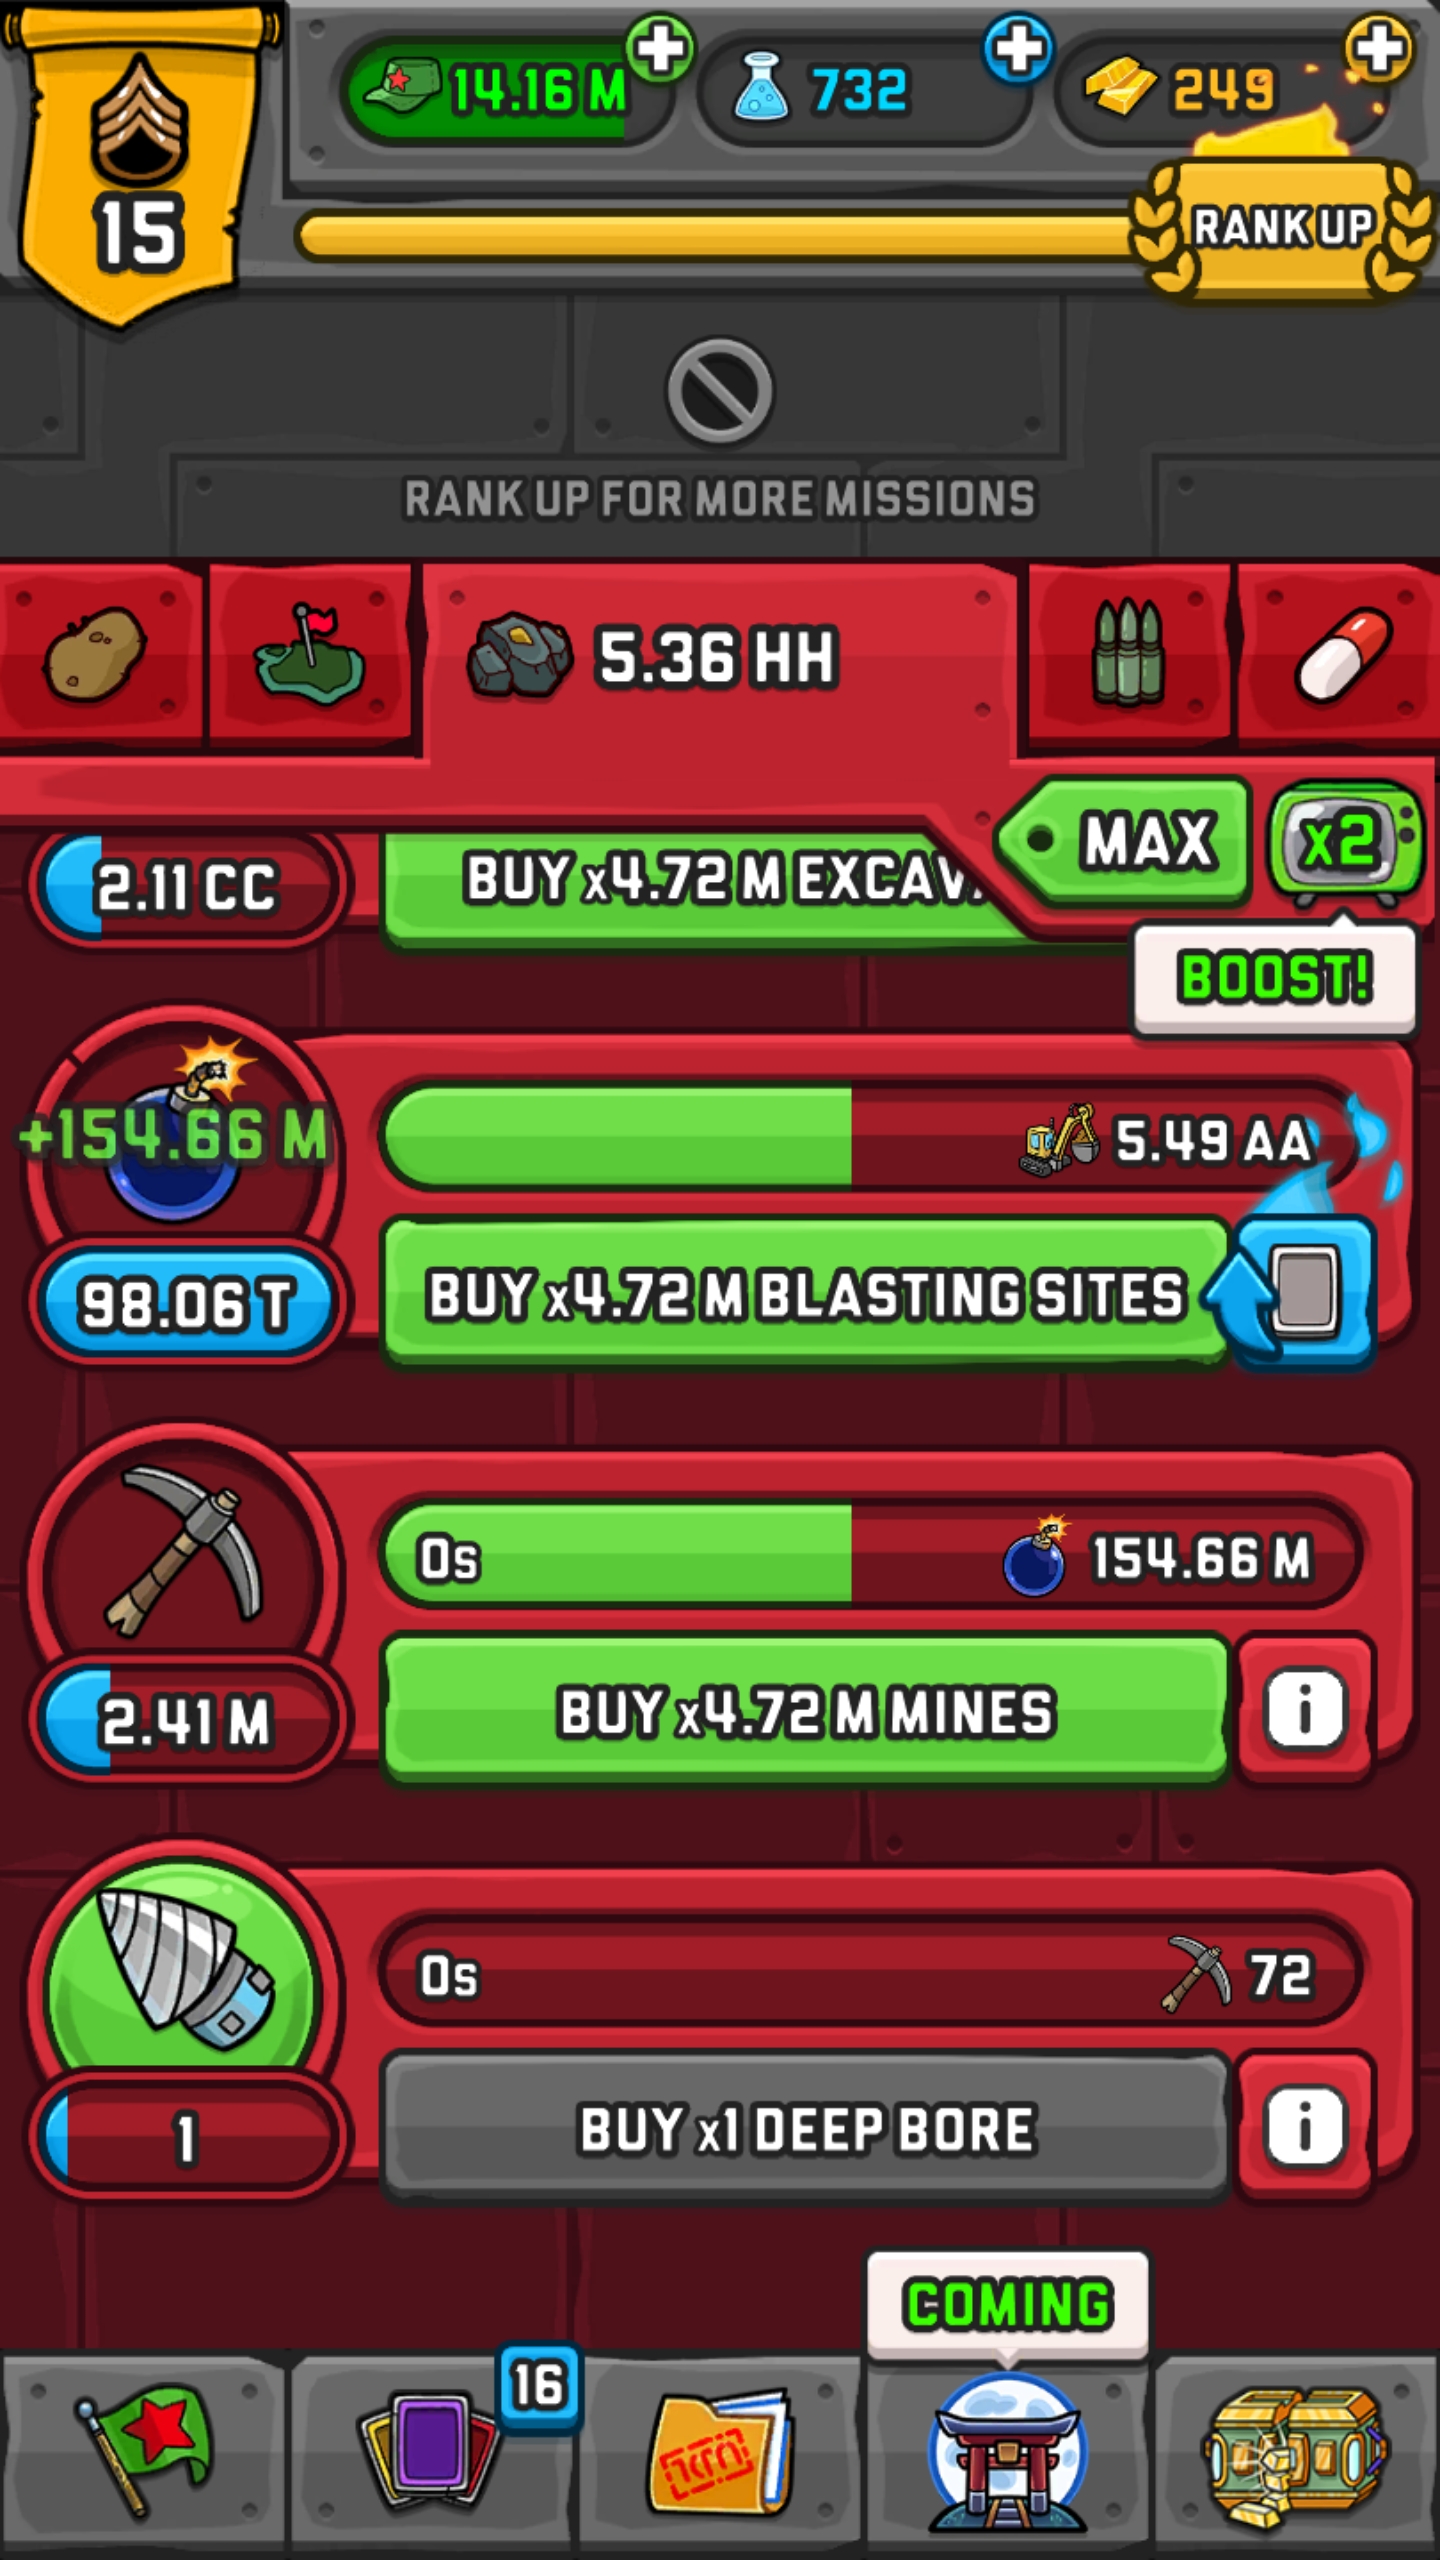 14.16 M
732
249
15
RANK UP
RANK UP FOR MORE MISSIONS
5.36 HH
MAX
x2
2.11 CC
BUY x4.72 M EXCAV
BOOST!
+154.66 M
5.49 AA
98.06 T
BUY x4.72 M BLASTING SITES
0s
154.66 M
2.41 M
BUY x4.72 M MINES
i
0s
72
1
BUY x1 DEEP BORE
i
COMING
16